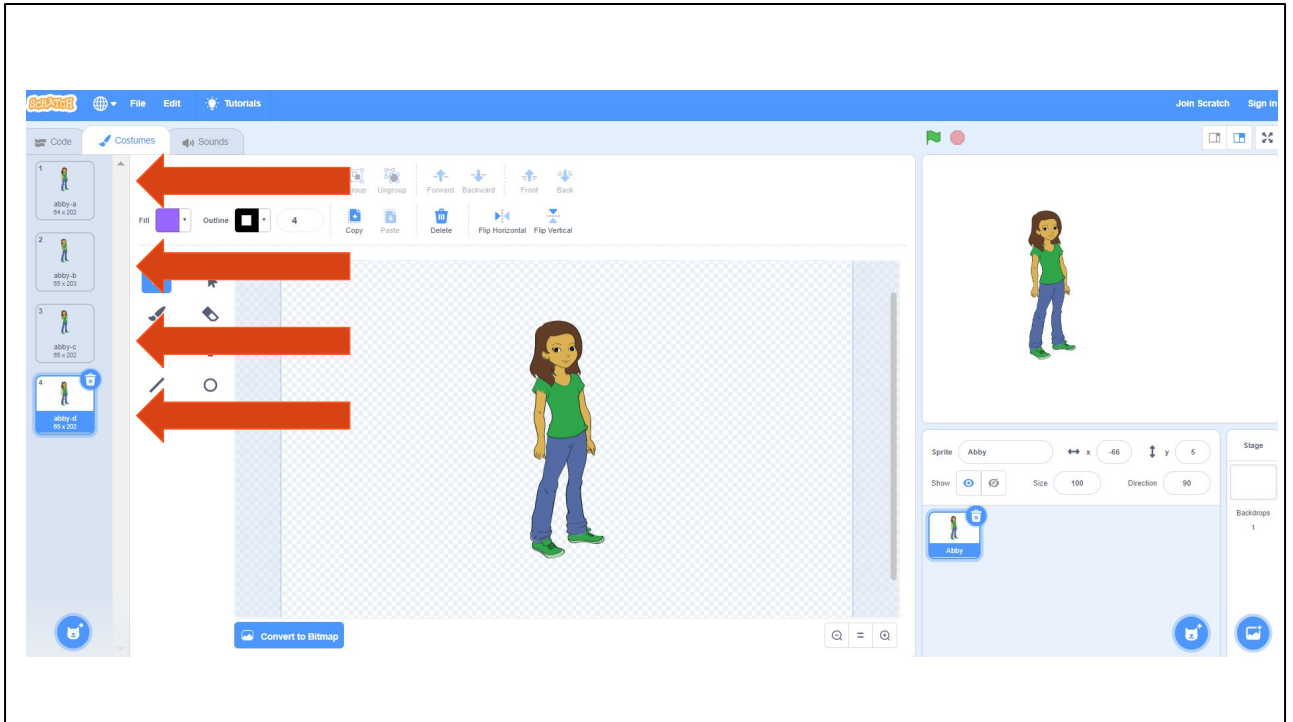 SCRATCH File Edit Tutorials Join Scratch Sign in
Code Costumes Sounds
1
abby-a
64 x 202
2
abby-b
65 x 203
3
abby-c
66 x 202
4
abby-d
66 x 202
Ungroup Forward Backward Front Back
Fill Outline 4 Copy Paste Delete Flip Horizontal Flip Vertical
Convert to Bitmap
Sprite Abby x -66 y 5
Show Size 100 Direction 90
Abby
Stage
Backdrops
1